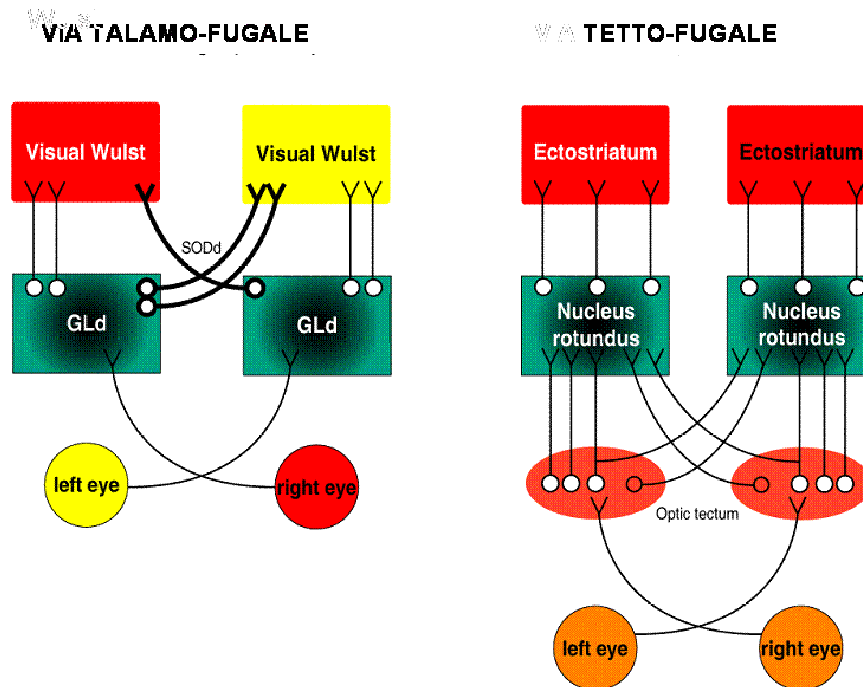 VIA TALAMO-FUGALE
VIA TETTO-FUGALE
Visual Wulst
Visual Wulst
SODd
GLd
GLd
left eye
right eye
Ectostriatum
Ectostriatum
Nucleus
rotundus
Nucleus
rotundus
Optic tectum
left eye
right eye